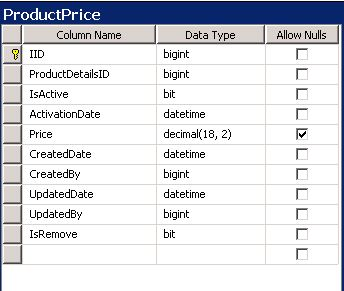 ProductPrice
Column Name Data Type Allow Nulls
IID bigint
ProductDetailsID bigint
IsActive bit
ActivationDate datetime
Price decimal(18, 2)
CreatedDate datetime
CreatedBy bigint
UpdatedDate datetime
UpdatedBy bigint
IsRemove bit